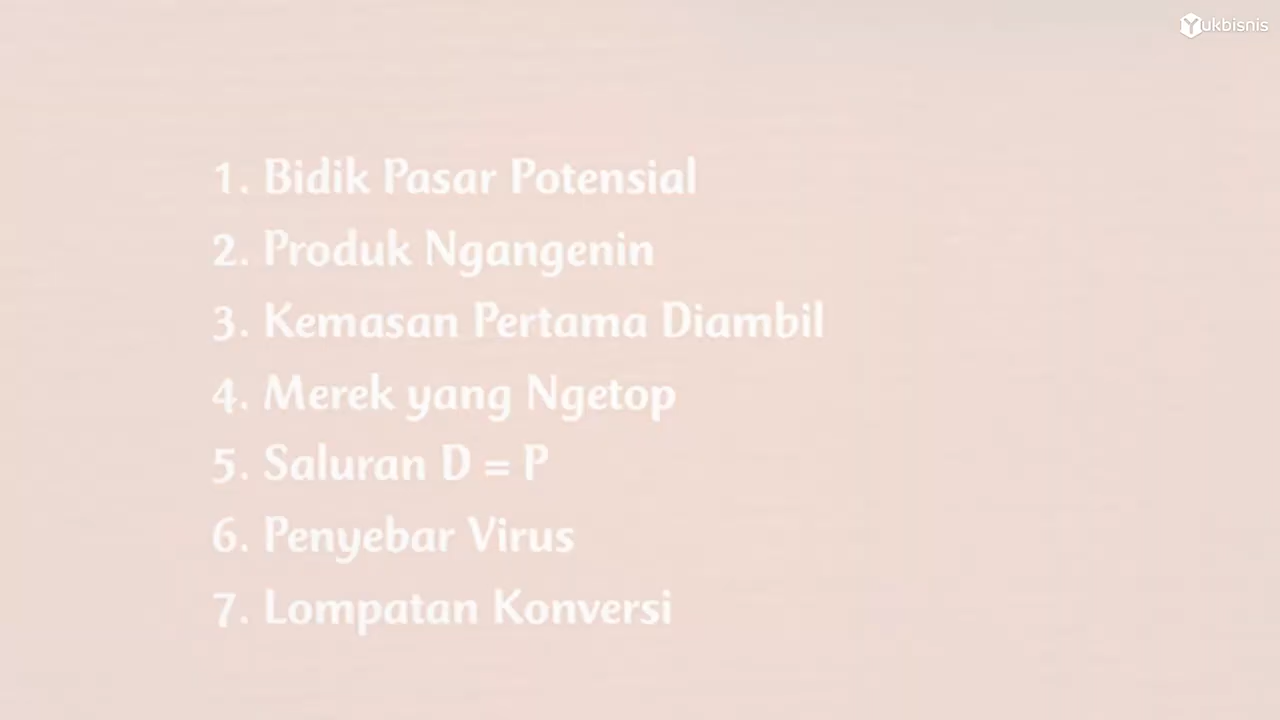 Yukbisnis
1. Bidik Pasar Potensial
2. Produk Ngangenin
3. Kemasan Pertama Diambil
4. Merek yang Ngetop
5. Saluran D = P
6. Penyebar Virus
7. Lompatan Konversi